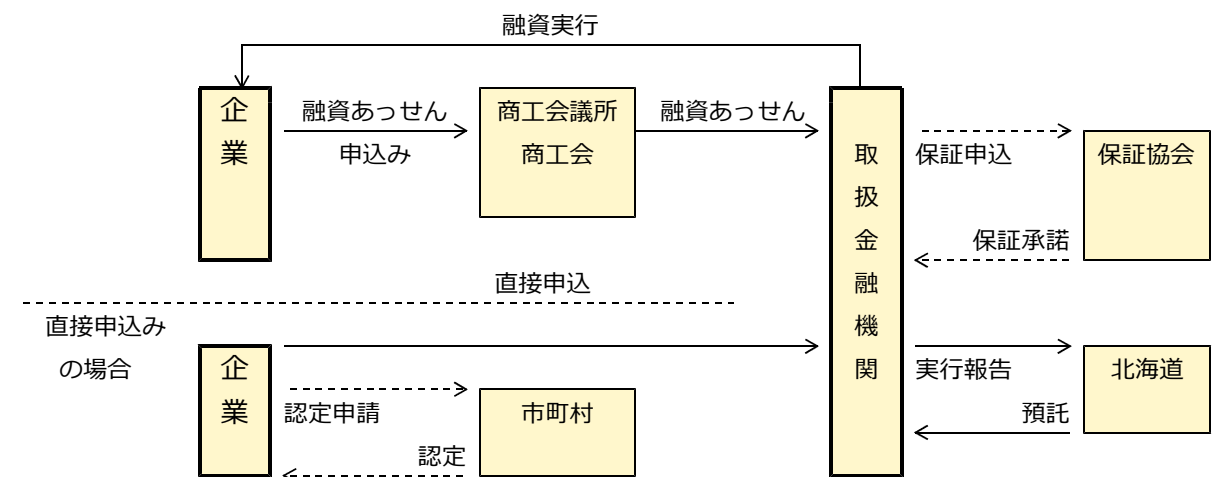 融資実行
企業
融資あっせん
申込み
商工会議所
商工会
融資あっせん
取扱金融機関
保証申込
保証協会
保証承諾
直接申込
直接申込み
の場合
企業
認定申請
市町村
認定
実行報告
北海道
預託